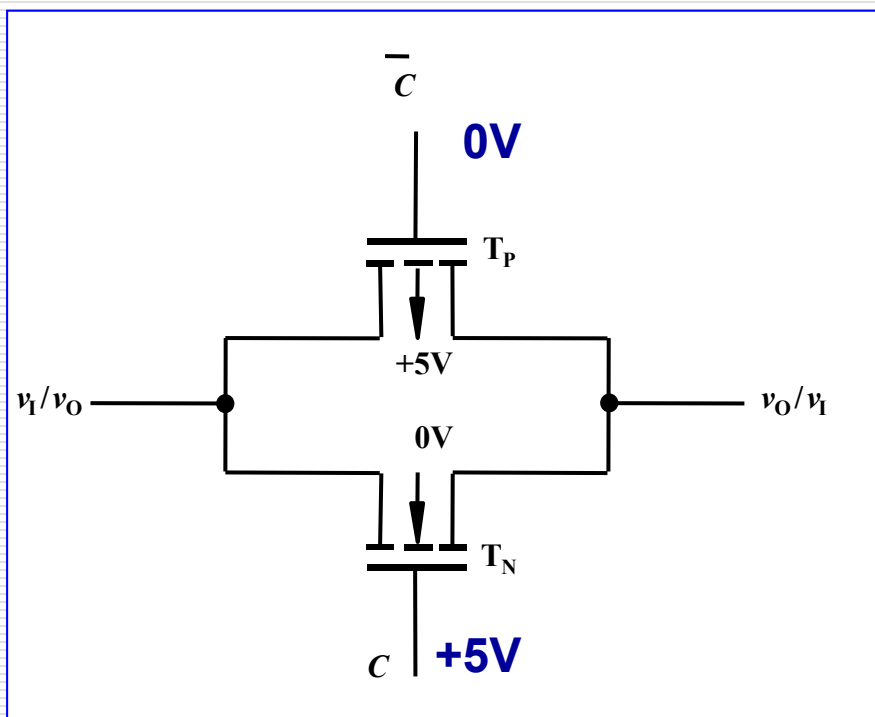 C̅
0V
T_P
+5V
v_I/v_O
v_O/v_I
0V
T_N
C
+5V